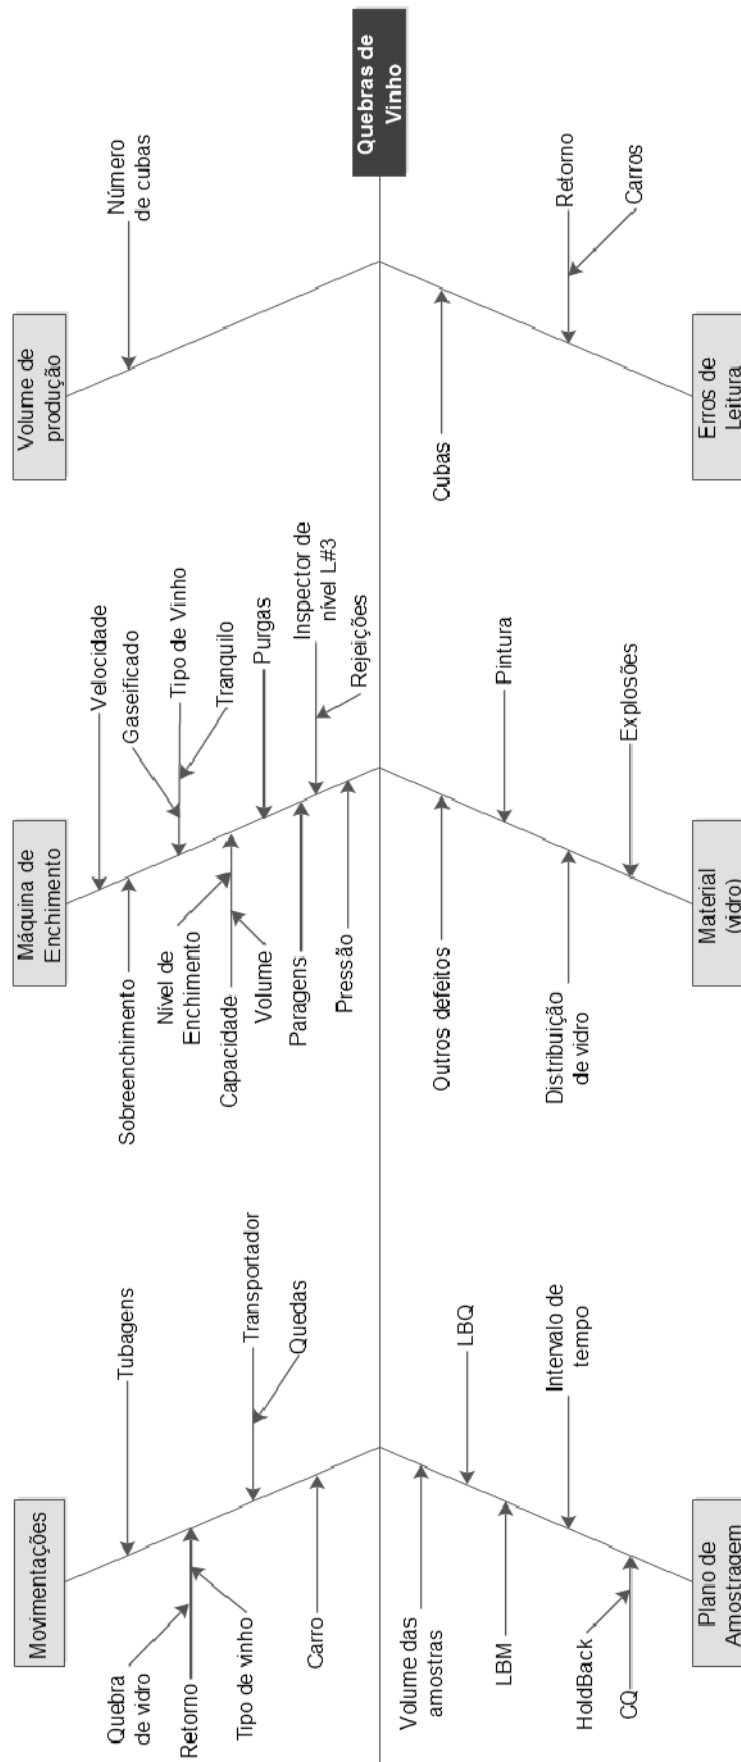 Movimentações
Máquina de
Enchimento
Volume de
produção
Tubagens
Quebra
de vidro
Retorno
Tipo de vinho
Transportador
Quedas
Carro
Velocidade
Sobreenchimento
Gaseificado
Tipo de Vinho
Tranquilo
Nível de
Enchimento
Capacidade
Volume
Purgas
Paragens
Inspector de
nível L#3
Rejeições
Pressão
Número
de cubas
Quebras de
Vinho
Volume das
amostras
LBQ
LBM
Intervalo de
tempo
HoldBack
CQ
Outros defeitos
Pintura
Distribuição
de vidro
Explosões
Cubas
Retorno
Carros
Plano de
Amostragem
Material
(vidro)
Erros de
Leitura